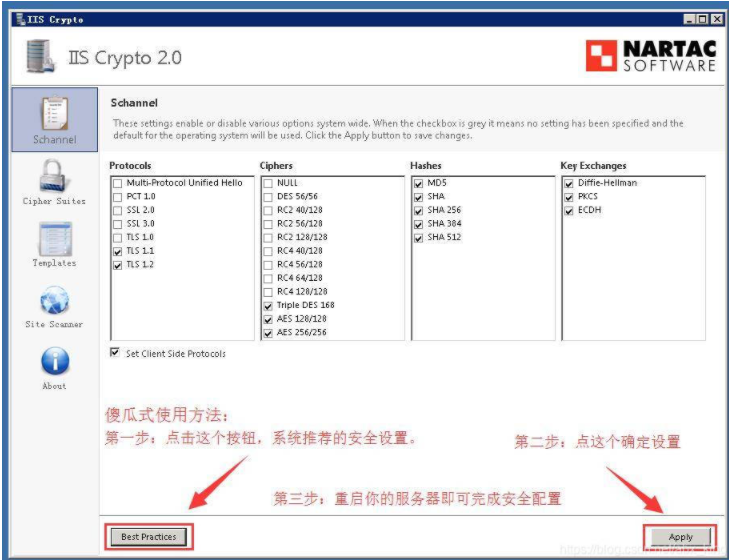 IIS Crypto
IIS Crypto 2.0
NARTAC
SOFTWARE
Schannel
These settings enable or disable various options system wide. When the checkbox is grey it means no setting has been specified and the
default for the operating system will be used. Click the Apply button to save changes.
Schannel
Cipher Suites
Templates
Site Scanner
About
Protocols
Multi-Protocol Unified Hello
PCT 1.0
SSL 2.0
SSL 3.0
TLS 1.0
TLS 1.1
TLS 1.2
Ciphers
NULL
DES 56/56
RC2 40/128
RC2 56/128
RC2 128/128
RC4 40/128
RC4 56/128
RC4 64/128
RC4 128/128
Triple DES 168
AES 128/128
AES 256/256
Hashes
MD5
SHA
SHA 256
SHA 384
SHA 512
Key Exchanges
Diffie-Hellman
PKCS
ECDH
Set Client Side Protocols
傻瓜式使用方法：
第一步：点击这个按钮，系统推荐的安全设置。
第二步：点这个确定设置
第三步：重启你的服务器即可完成安全配置
Best Practices
Apply